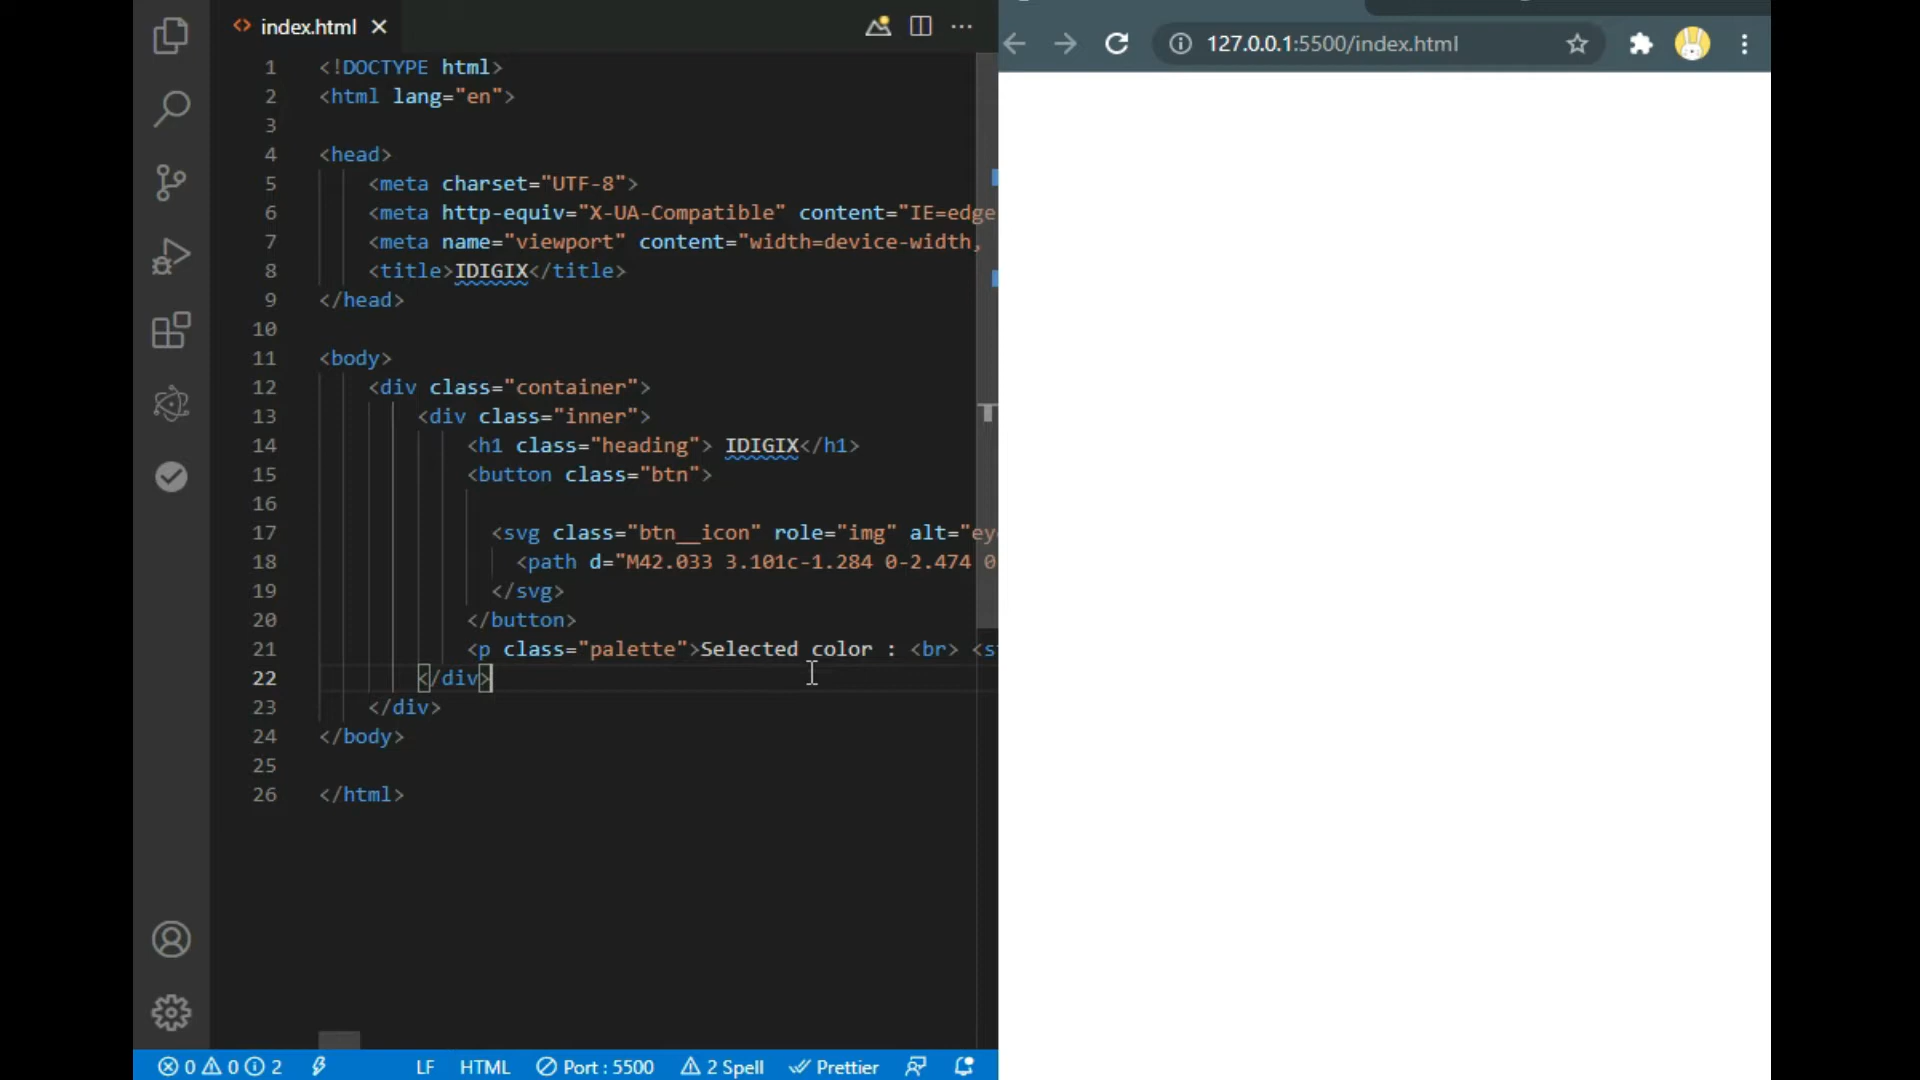 index.html
127.0.0.1:5500/index.html
1 <!DOCTYPE html>
2 <html lang="en">
3
4 <head>
5 <meta charset="UTF-8">
6 <meta http-equiv="X-UA-Compatible" content="IE=edge
7 <meta name="viewport" content="width=device-width,
8 <title>IDIGIX</title>
9 </head>
10
11 <body>
12 <div class="container">
13 <div class="inner">
14 <h1 class="heading"> IDIGIX</h1>
15 <button class="btn">
16
17 <svg class="btn__icon" role="img" alt="ey
18 <path d="M42.033 3.101c-1.284 0-2.474 0
19 </svg>
20 </button>
21 <p class="palette">Selected color : <br> <s
22 </div>
23 </div>
24 </body>
25
26 </html>
0 0 2 LF HTML Port : 5500 2 Spell Prettier